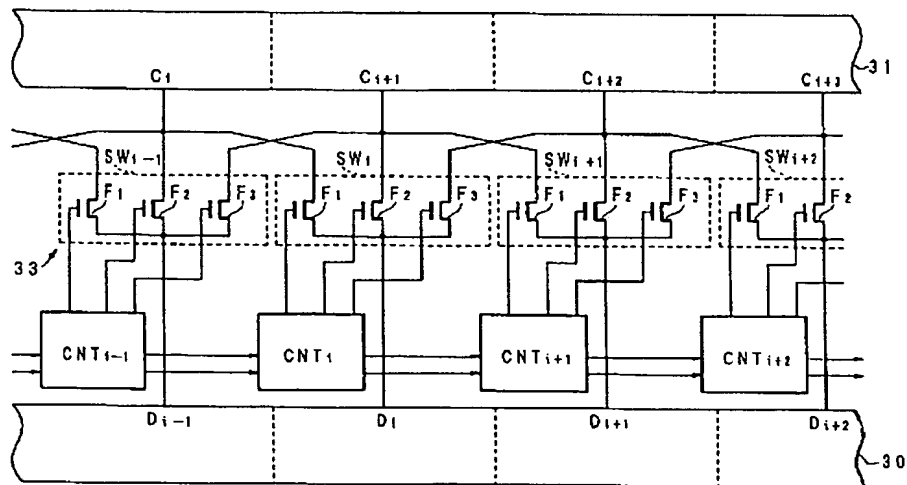 31
C₁ Cᵢ₊₁ Cᵢ₊₂ Cᵢ₊₃
SWᵢ₋₁ SWᵢ SWᵢ₊₁ SWᵢ₊₂
F₁ F₂ F₃ F₁ F₂ F₃ F₁ F₂ F₃ F₁ F₂
33
CNTᵢ₋₁ CNTᵢ CNTᵢ₊₁ CNTᵢ₊₂
Dᵢ₋₁ Dᵢ Dᵢ₊₁ Dᵢ₊₂
30